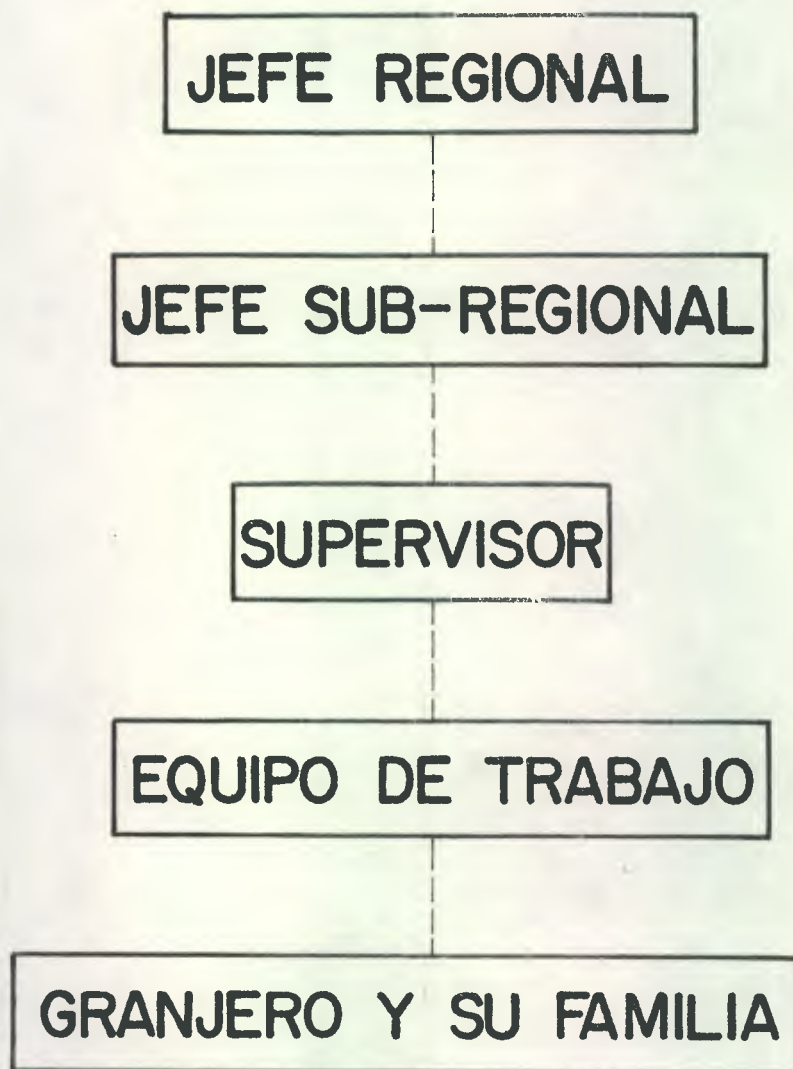 JEFE REGIONAL
JEFE SUB-REGIONAL
SUPERVISOR
EQUIPO DE TRABAJO
GRANJERO Y SU FAMILIA